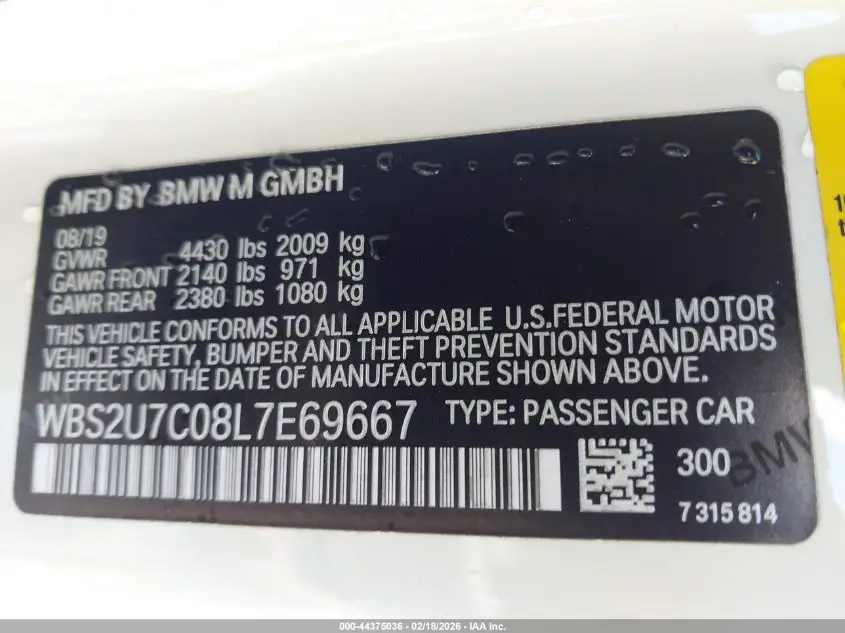 MFD BY BMW M GMBH
08/19
GVWR 4430 lbs 2009 kg
GAWR FRONT 2140 lbs 971 kg
GAWR REAR 2380 lbs 1080 kg
THIS VEHICLE CONFORMS TO ALL APPLICABLE U.S.FEDERAL MOTOR
VEHICLE SAFETY, BUMPER AND THEFT PREVENTION STANDARDS
IN EFFECT ON THE DATE OF MANUFACTURE SHOWN ABOVE.
WBS2U7C08L7E69667 TYPE: PASSENGER CAR
300
BMW
7 315 814
000-44375036 - 02/18/2026 - IAA Inc.